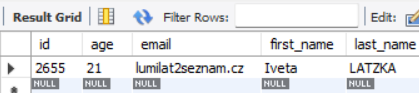 Result Grid Filter Rows: Edit:
id age email first_name last_name
2655 21 lumilat2seznam.cz Iveta LATZKA
NULL NULL NULL NULL NULL